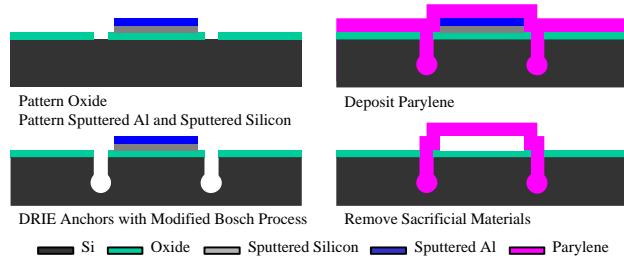 Pattern Oxide
Pattern Sputtered Al and Sputtered Silicon
Deposit Parylene
DRIE Anchors with Modified Bosch Process
Remove Sacrificial Materials
Si Oxide Sputtered Silicon Sputtered Al Parylene